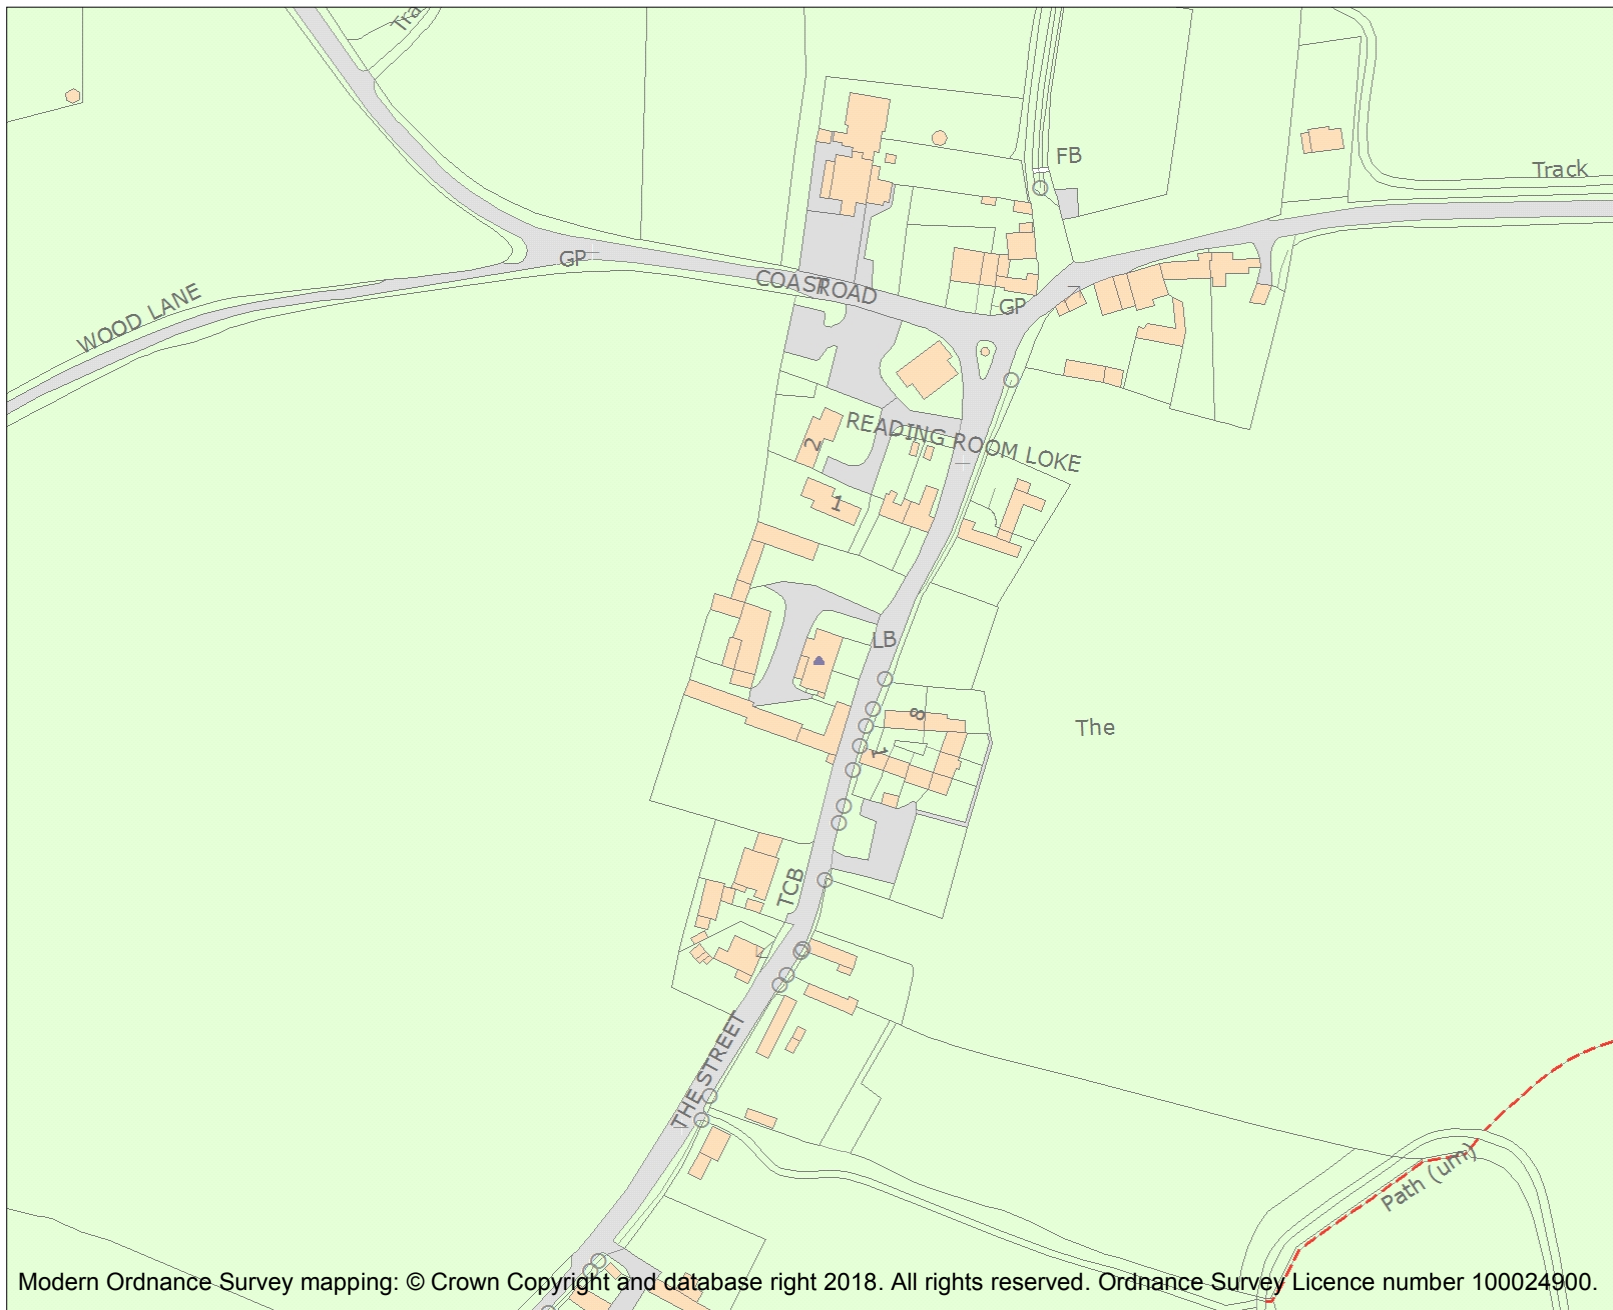 Tra
FB
Track
GP
COAST ROAD
GP
WOOD LANE
READING ROOM LOKE
2
1
LB
8
The
1
TCB
THE STREET
Path (um)
Modern Ordnance Survey mapping: © Crown Copyright and database right 2018. All rights reserved. Ordnance Survey Licence number 100024900.